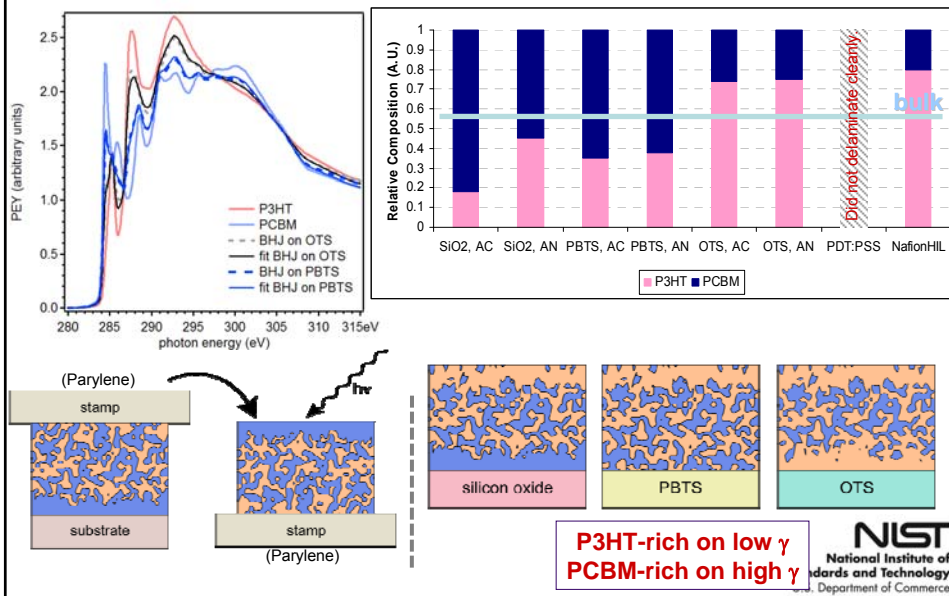 2.5
2.0
1.5
1.0
0.5
0.0
PEY (arbitrary units)
P3HT
PCBM
BHJ on OTS
fit BHJ on OTS
BHJ on PBTS
fit BHJ on PBTS
280 285 290 295 300 305 310 315eV
photon energy (eV)
Relative Composition (A.U.)
1
0.9
0.8
0.7
0.6
0.5
0.4
0.3
0.2
0.1
0
bulk
Did not delaminate cleanly
SiO2, AC SiO2, AN PBTS, AC PBTS, AN OTS, AC OTS, AN PDT:PSS NafionHIL
P3HT PCBM
(Parylene)
stamp
substrate
hν
stamp
(Parylene)
silicon oxide
PBTS
OTS
P3HT-rich on low γ
PCBM-rich on high γ
NIST
National Institute of
ndards and Technology
U.S. Department of Commerce